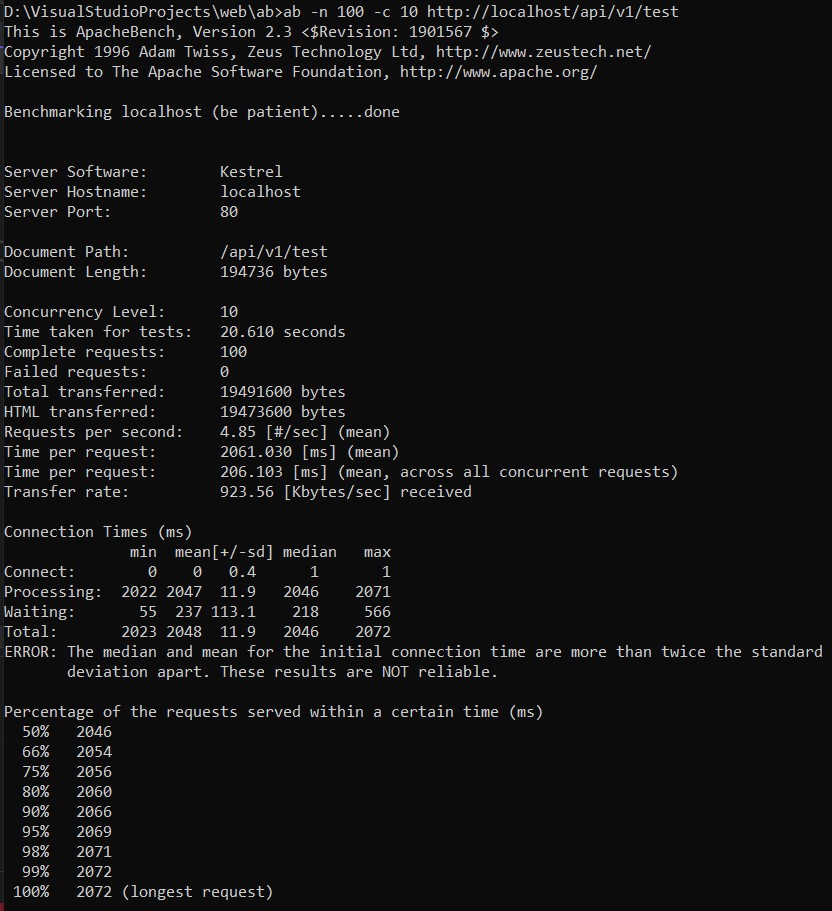 D:\VisualStudioProjects\web\ab>ab -n 100 -c 10 http://localhost/api/v1/test
This is ApacheBench, Version 2.3 <$Revision: 1901567 $>
Copyright 1996 Adam Twiss, Zeus Technology Ltd, http://www.zeustech.net/
Licensed to The Apache Software Foundation, http://www.apache.org/

Benchmarking localhost (be patient).....done


Server Software:        Kestrel
Server Hostname:        localhost
Server Port:            80

Document Path:          /api/v1/test
Document Length:        194736 bytes

Concurrency Level:      10
Time taken for tests:   20.610 seconds
Complete requests:      100
Failed requests:        0
Total transferred:      19491600 bytes
HTML transferred:       19473600 bytes
Requests per second:    4.85 [#/sec] (mean)
Time per request:       2061.030 [ms] (mean)
Time per request:       206.103 [ms] (mean, across all concurrent requests)
Transfer rate:          923.56 [Kbytes/sec] received

Connection Times (ms)
              min  mean[+/-sd] median   max
Connect:        0    0   0.4      1       1
Processing:  2022 2047  11.9   2046    2071
Waiting:       55  237 113.1    218     566
Total:       2023 2048  11.9   2046    2072
ERROR: The median and mean for the initial connection time are more than twice the standard
       deviation apart. These results are NOT reliable.

Percentage of the requests served within a certain time (ms)
  50%   2046
  66%   2054
  75%   2056
  80%   2060
  90%   2066
  95%   2069
  98%   2071
  99%   2072
 100%   2072 (longest request)